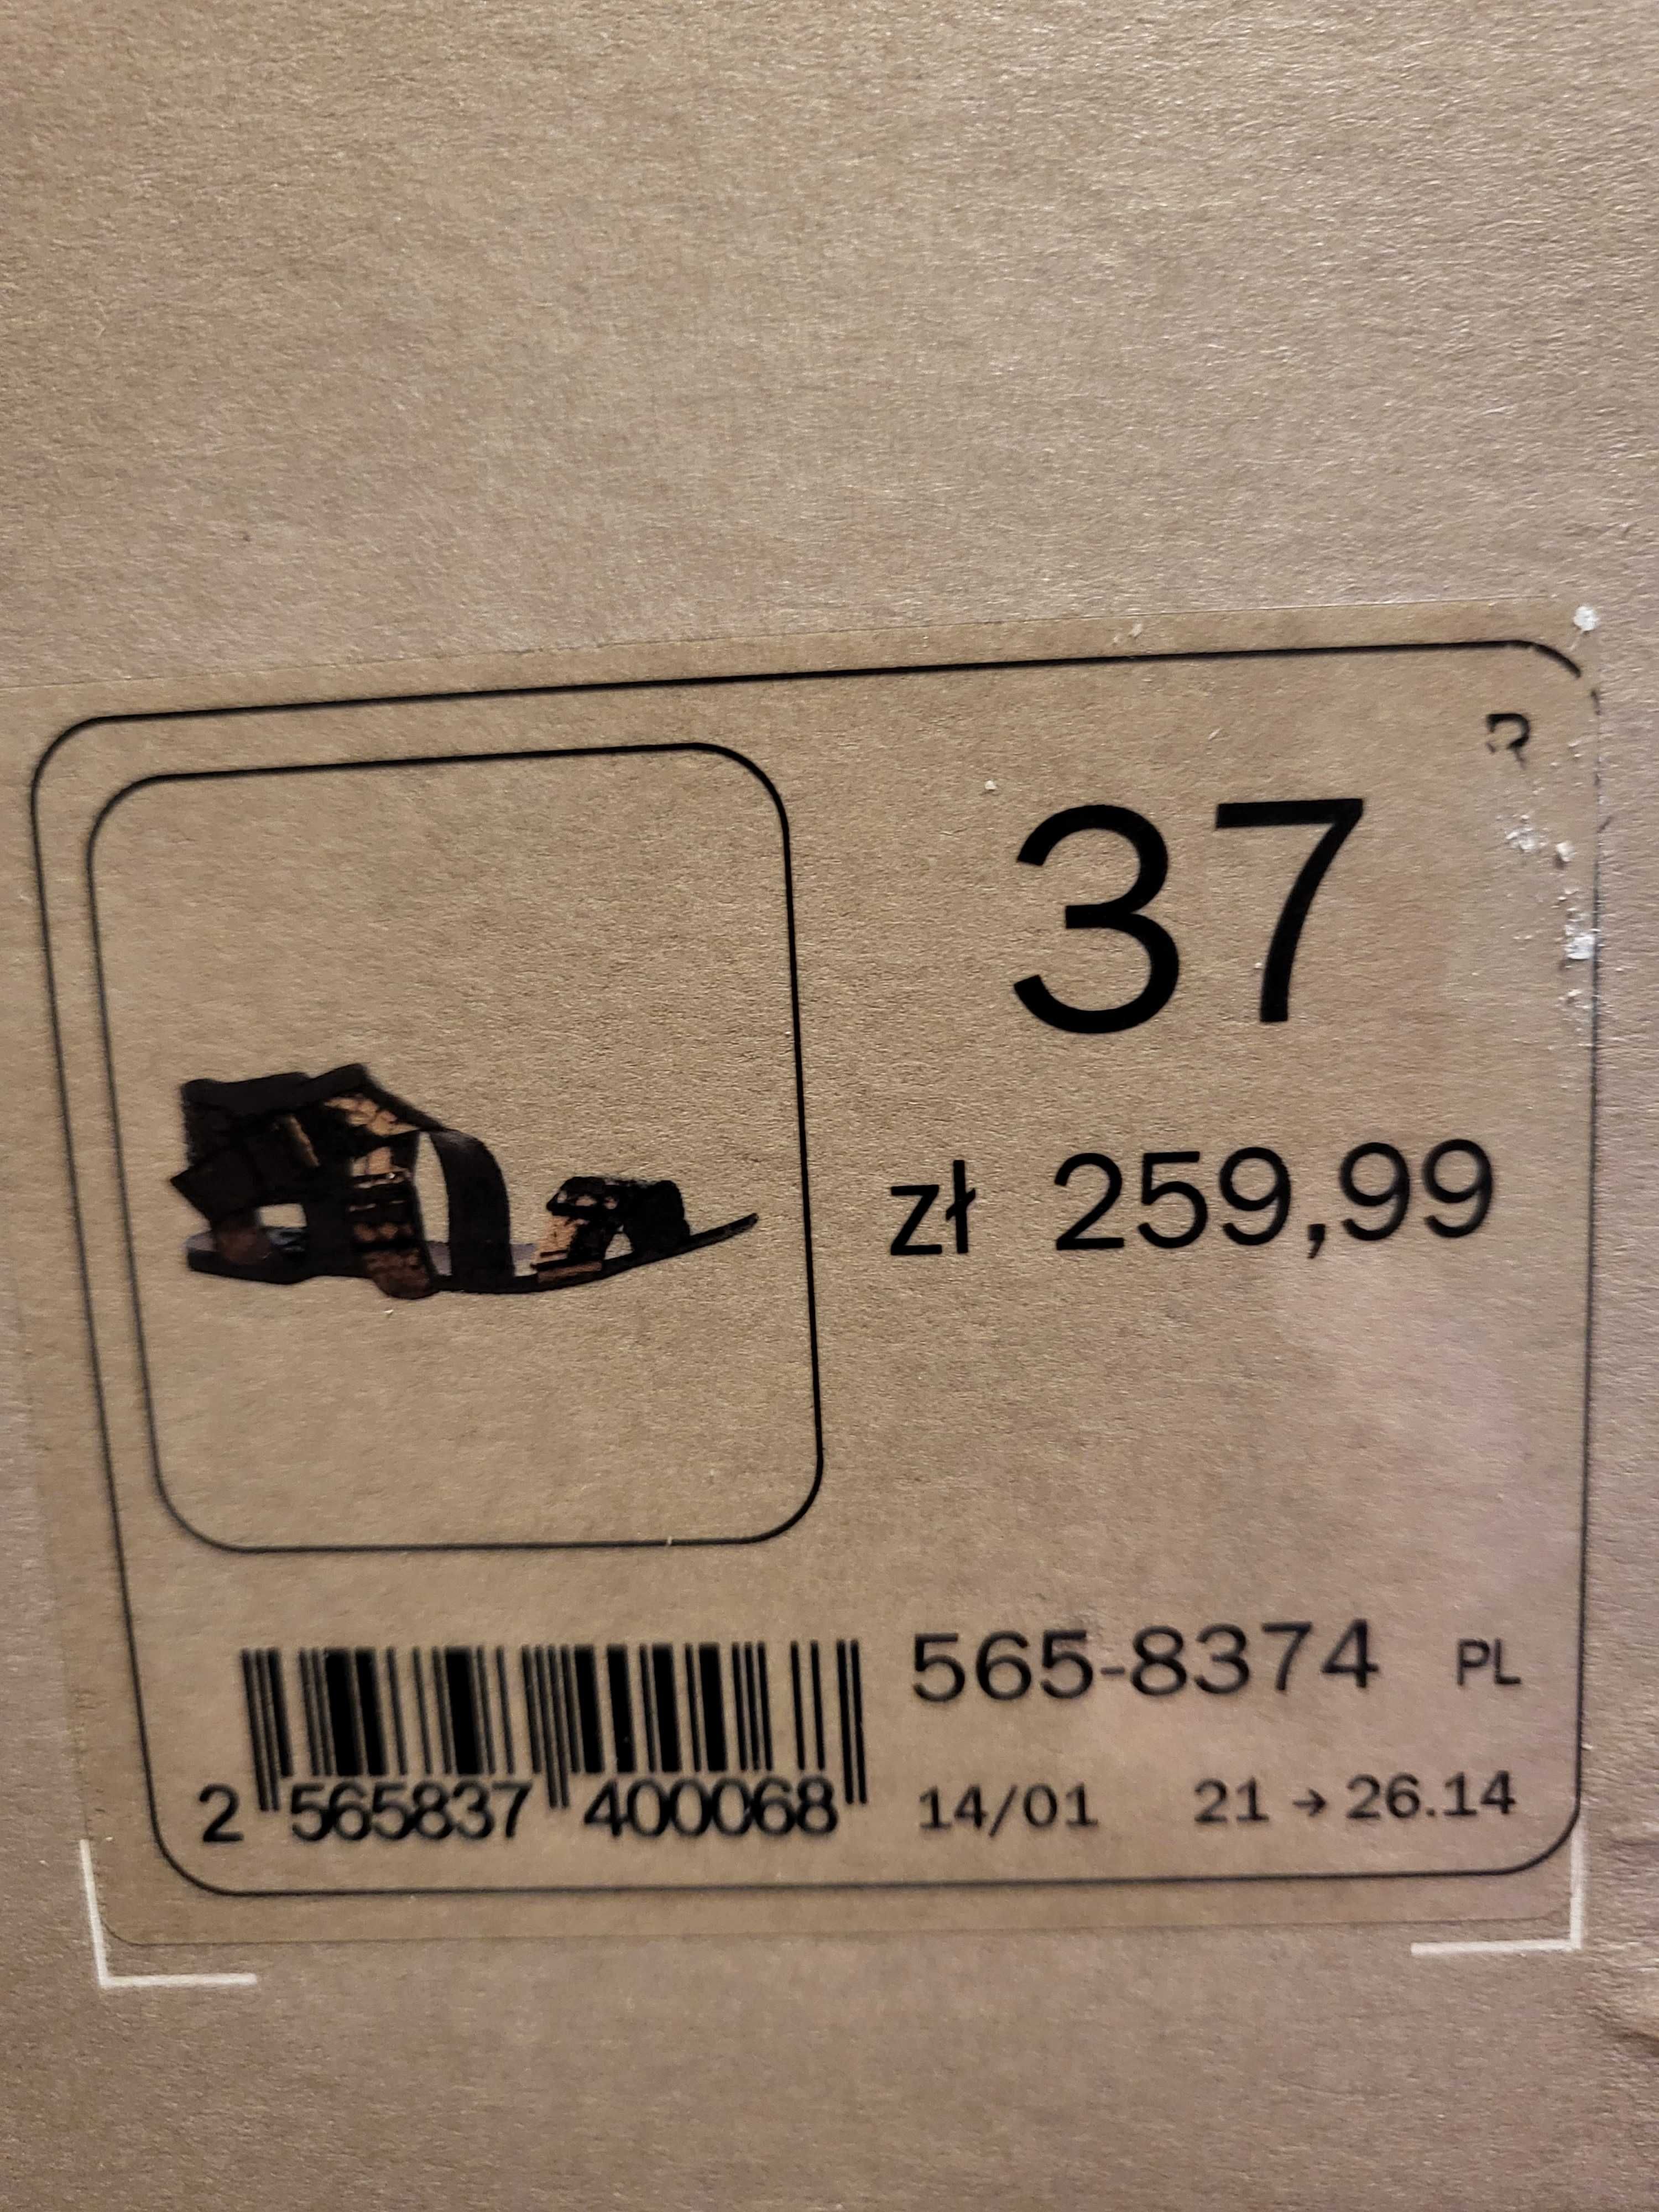 R
37
zł 259,99
565-8374 PL
2 565837 400068
14/01 21 → 26.14